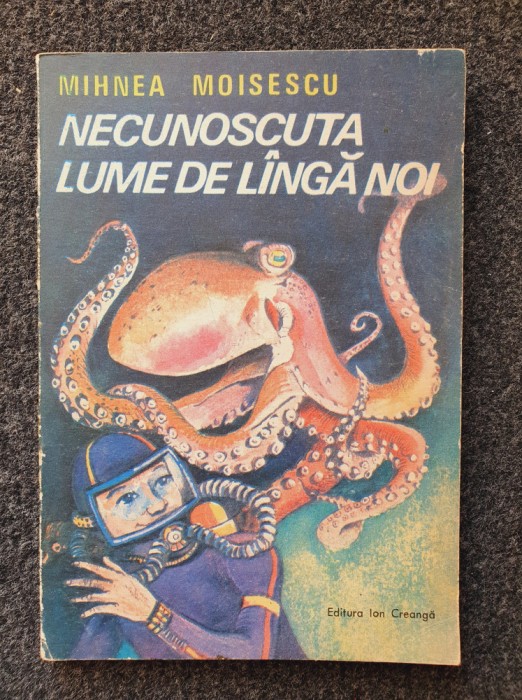 MIHNEA MOISESCU
NECUNOSCUTA
LUME DE LÎNGĂ NOI
Editura Ion Creangă